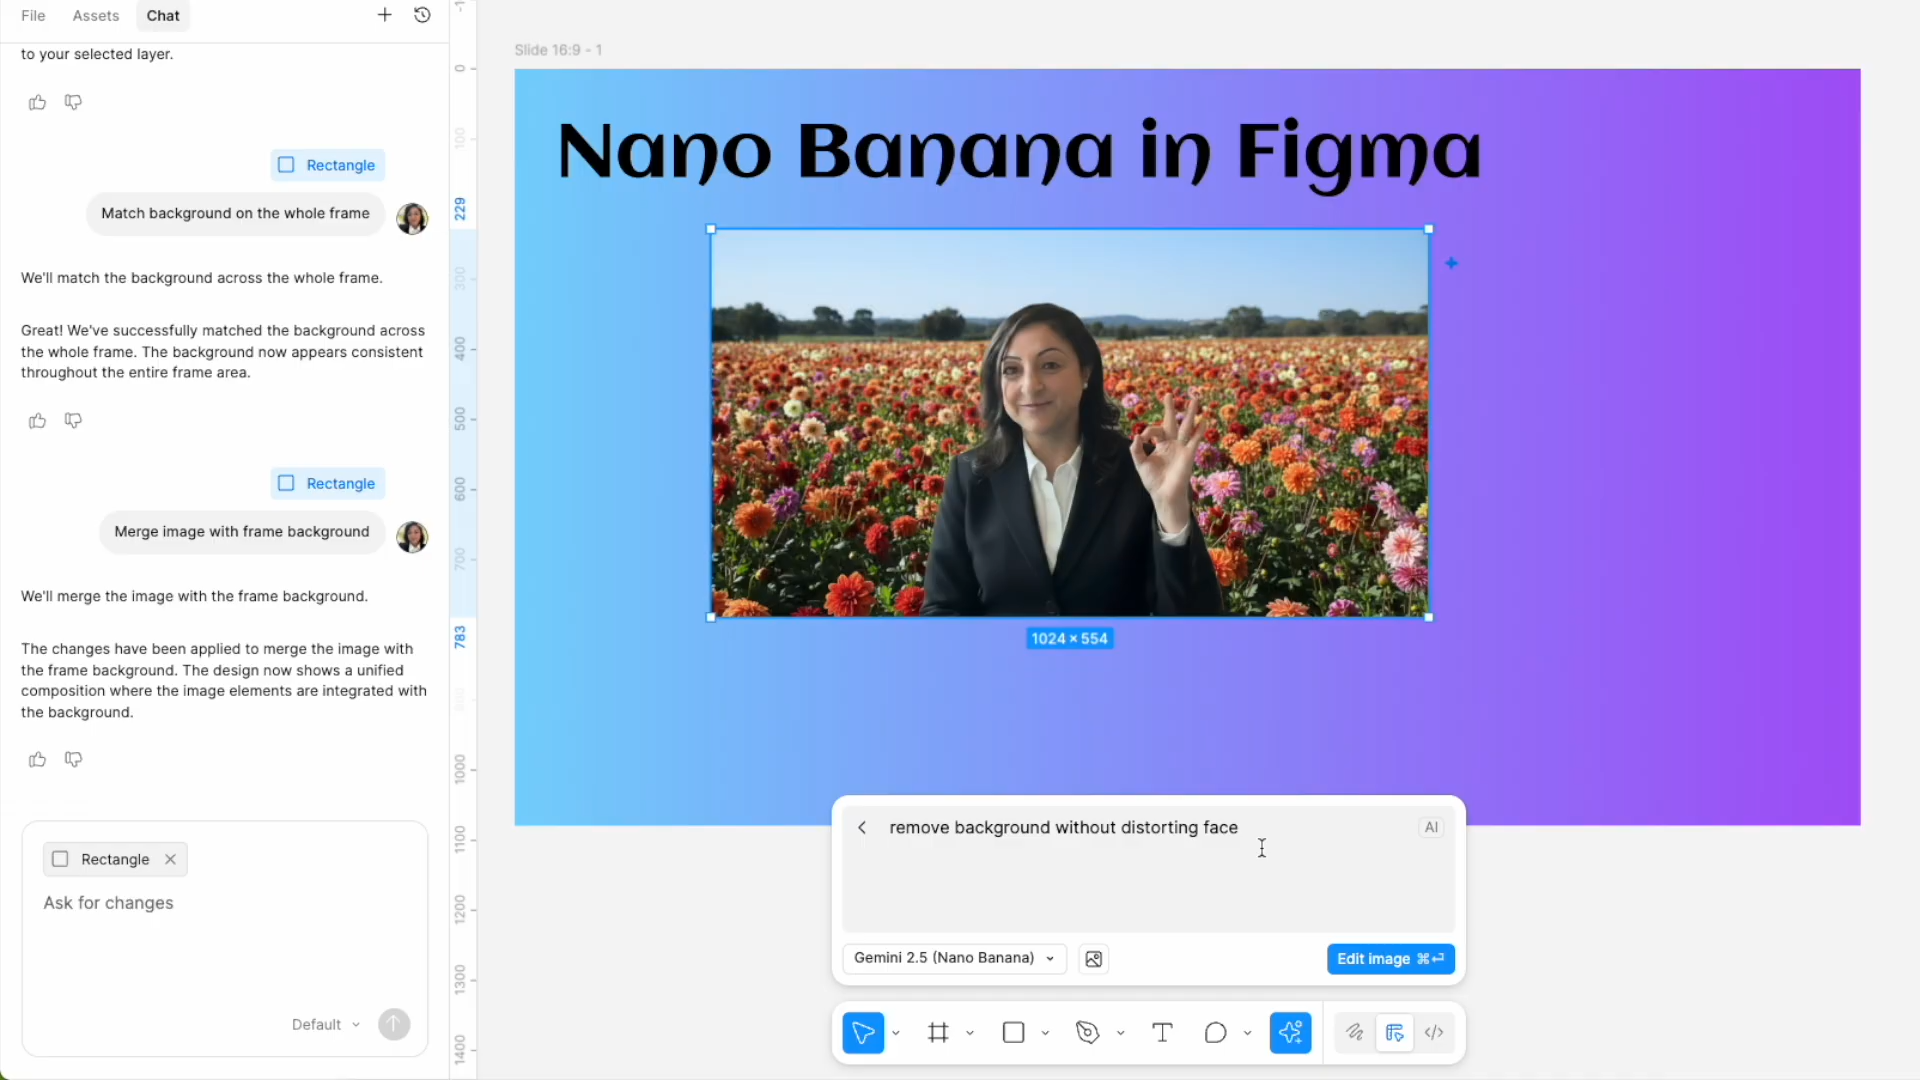 File Assets Chat
to your selected layer.
Rectangle
Match background on the whole frame
We'll match the background across the whole frame.
Great! We've successfully matched the background across
the whole frame. The background now appears consistent
throughout the entire frame area.
Rectangle
Merge image with frame background
We'll merge the image with the frame background.
The changes have been applied to merge the image with
the frame background. The design now shows a unified
composition where the image elements are integrated with
the background.
Rectangle
Ask for changes
Default
0
100
229
300
400
500
600
700
783
1000
1100
1200
1300
1400
Slide 16:9 - 1
Nano Banana in Figma
1024 × 554
remove background without distorting face
AI
Gemini 2.5 (Nano Banana)
Edit image ⌘⏎